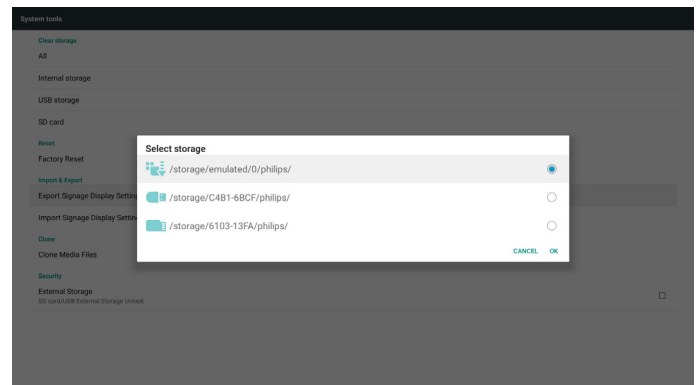 System tools
Clear storage
All
Internal storage
USB storage
SD card
Reset
Factory Reset
Import & Export
Export Signage Display Settin
Import Signage Display Settin
Clone
Clone Media Files
Security
External Storage
SD card/USB External Storage Unlock
Select storage
/storage/emulated/0/philips/
/storage/C4B1-6BCF/philips/
/storage/6103-13FA/philips/
CANCEL OK